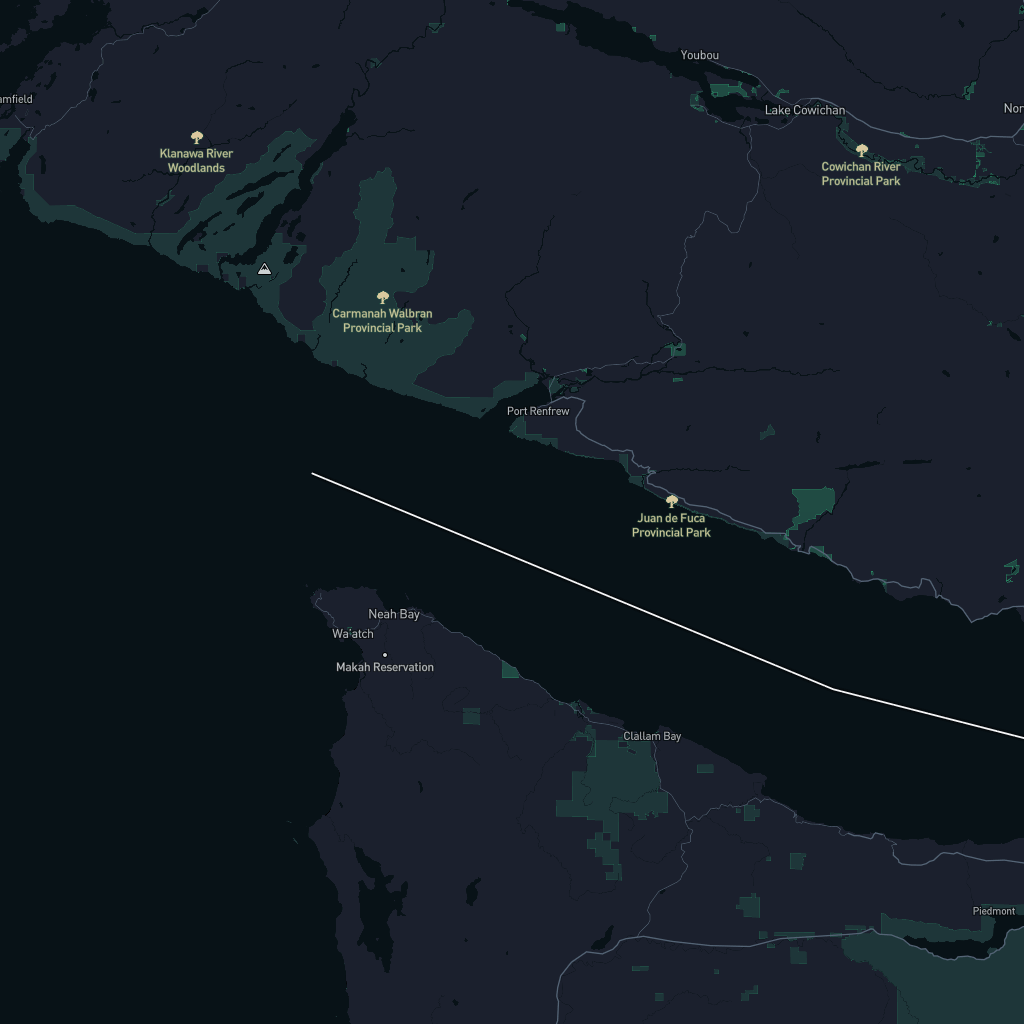 Youbou
amfield
Lake Cowichan
Nor
Klanawa River
Woodlands
Cowichan River
Provincial Park
Carmanah Walbran
Provincial Park
Port Renfrew
Juan de Fuca
Provincial Park
Neah Bay
Wa'atch
Makah Reservation
Clallam Bay
Piedmont